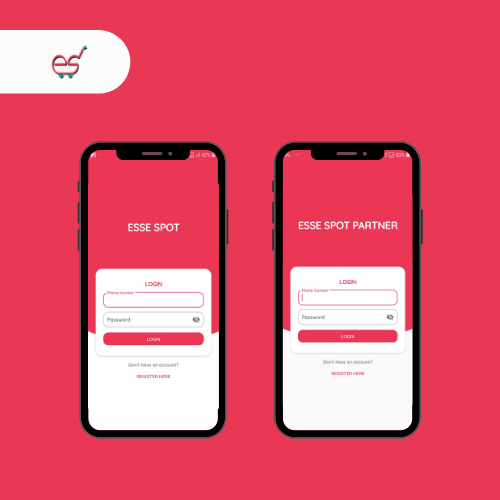 es
ESSE SPOT
LOGIN
Phone Number
Password
LOGIN
Don't have an account?
REGISTER HERE
ESSE SPOT PARTNER
LOGIN
Phone Number
Password
LOGIN
Don't have an account?
REGISTER HERE